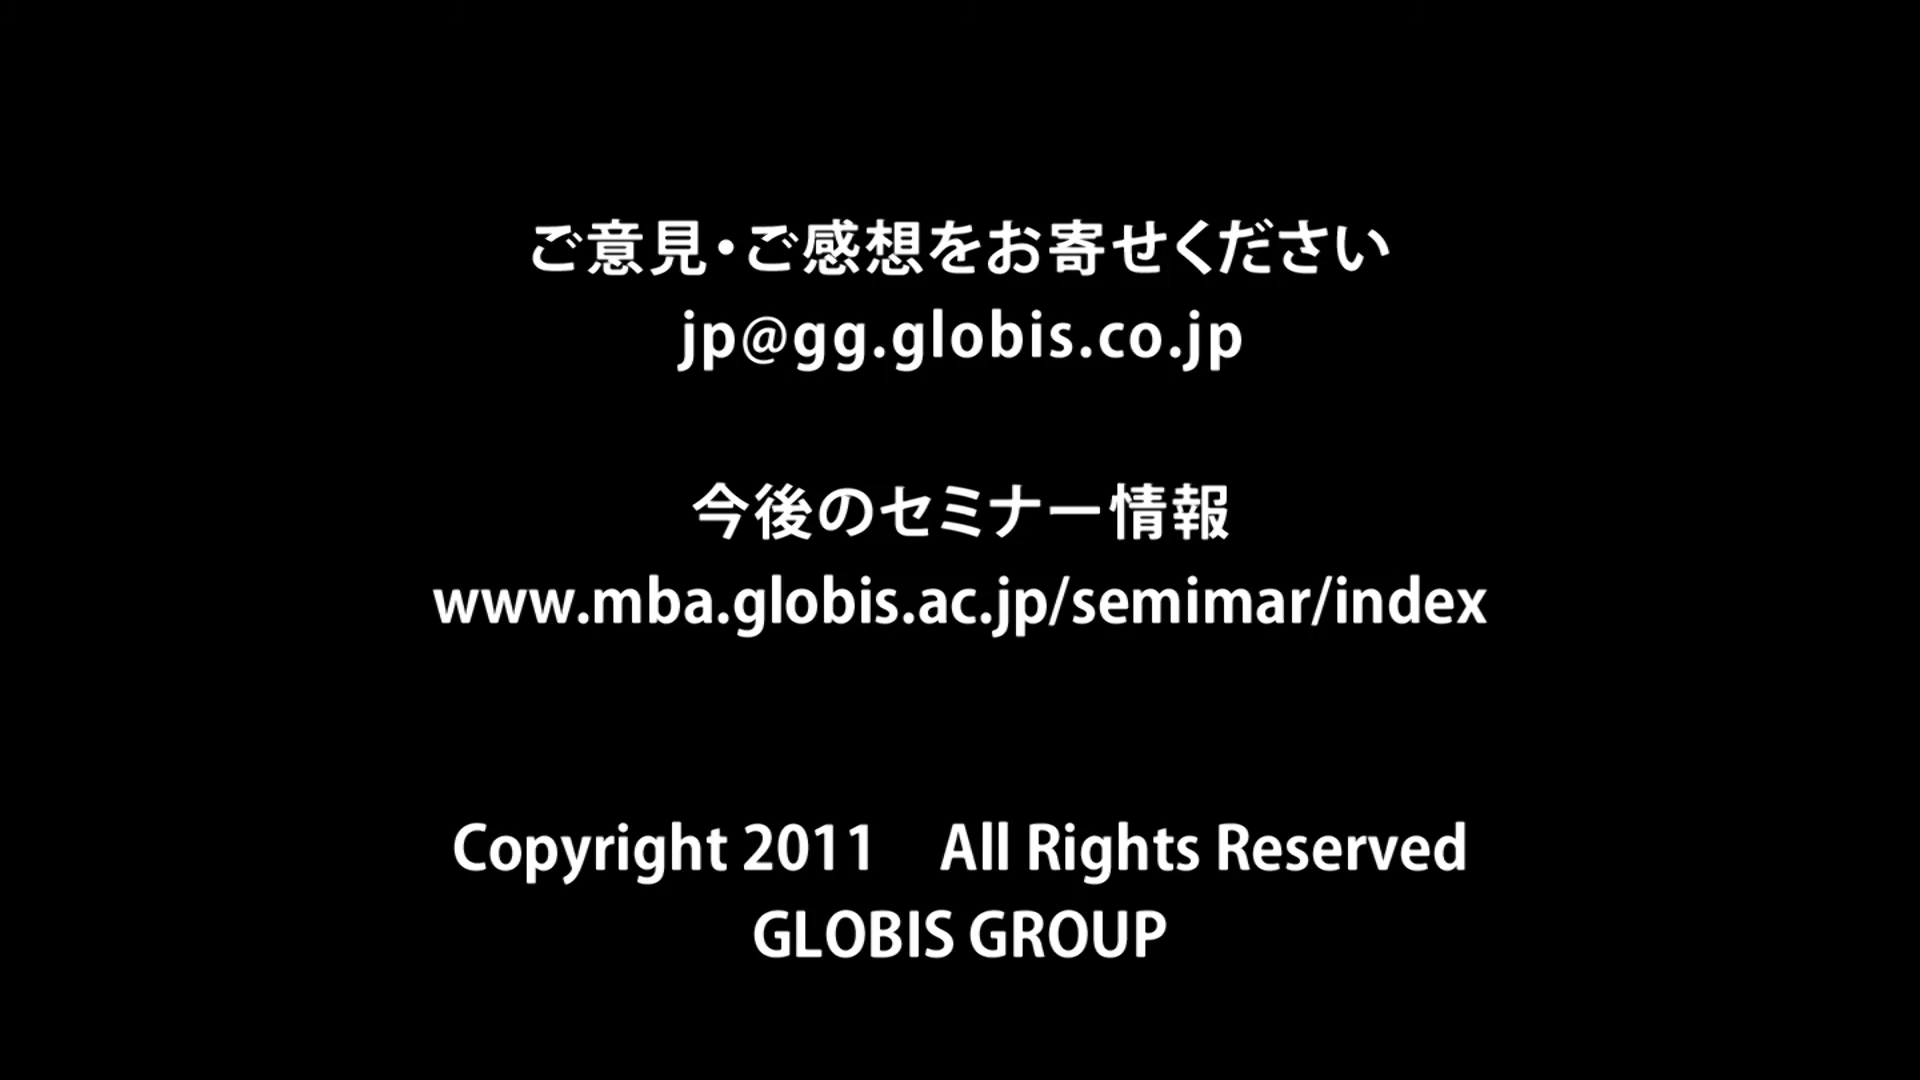 ご意見・ご感想をお寄せください
jp@gg.globis.co.jp
今後のセミナー情報
www.mba.globis.ac.jp/semimar/index
Copyright 2011　All Rights Reserved
GLOBIS GROUP